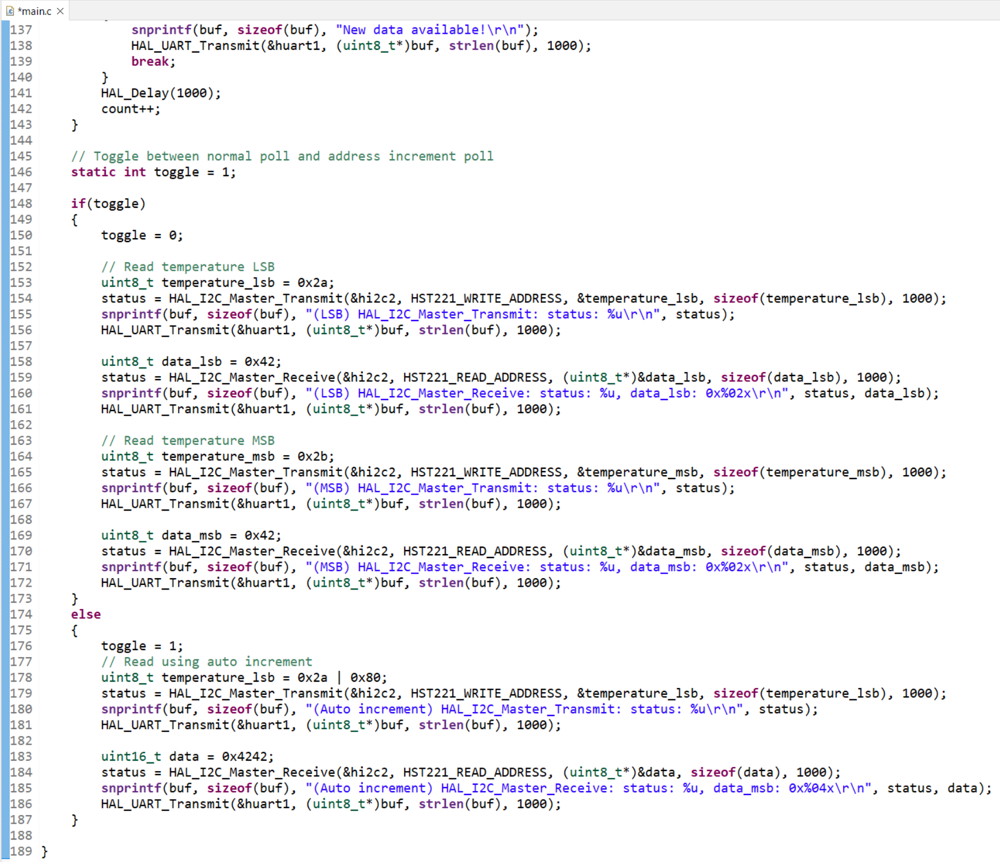 *main.c
137             snprintf(buf, sizeof(buf), "New data available!\r\n");
138             HAL_UART_Transmit(&huart1, (uint8_t*)buf, strlen(buf), 1000);
139             break;
140         }
141         HAL_Delay(1000);
142         count++;
143     }
144
145     // Toggle between normal poll and address increment poll
146     static int toggle = 1;
147
148     if(toggle)
149     {
150         toggle = 0;
151
152         // Read temperature LSB
153         uint8_t temperature_lsb = 0x2a;
154         status = HAL_I2C_Master_Transmit(&hi2c2, HST221_WRITE_ADDRESS, &temperature_lsb, sizeof(temperature_lsb), 1000);
155         snprintf(buf, sizeof(buf), "(LSB) HAL_I2C_Master_Transmit: status: %u\r\n", status);
156         HAL_UART_Transmit(&huart1, (uint8_t*)buf, strlen(buf), 1000);
157
158         uint8_t data_lsb = 0x42;
159         status = HAL_I2C_Master_Receive(&hi2c2, HST221_READ_ADDRESS, (uint8_t*)&data_lsb, sizeof(data_lsb), 1000);
160         snprintf(buf, sizeof(buf), "(LSB) HAL_I2C_Master_Receive: status: %u, data_lsb: 0x%02x\r\n", status, data_lsb);
161         HAL_UART_Transmit(&huart1, (uint8_t*)buf, strlen(buf), 1000);
162
163         // Read temperature MSB
164         uint8_t temperature_msb = 0x2b;
165         status = HAL_I2C_Master_Transmit(&hi2c2, HST221_WRITE_ADDRESS, &temperature_msb, sizeof(temperature_msb), 1000);
166         snprintf(buf, sizeof(buf), "(MSB) HAL_I2C_Master_Transmit: status: %u\r\n", status);
167         HAL_UART_Transmit(&huart1, (uint8_t*)buf, strlen(buf), 1000);
168
169         uint8_t data_msb = 0x42;
170         status = HAL_I2C_Master_Receive(&hi2c2, HST221_READ_ADDRESS, (uint8_t*)&data_msb, sizeof(data_msb), 1000);
171         snprintf(buf, sizeof(buf), "(MSB) HAL_I2C_Master_Receive: status: %u, data_msb: 0x%02x\r\n", status, data_msb);
172         HAL_UART_Transmit(&huart1, (uint8_t*)buf, strlen(buf), 1000);
173     }
174     else
175     {
176         toggle = 1;
177         // Read using auto increment
178         uint8_t temperature_lsb = 0x2a | 0x80;
179         status = HAL_I2C_Master_Transmit(&hi2c2, HST221_WRITE_ADDRESS, &temperature_lsb, sizeof(temperature_lsb), 1000);
180         snprintf(buf, sizeof(buf), "(Auto increment) HAL_I2C_Master_Transmit: status: %u\r\n", status);
181         HAL_UART_Transmit(&huart1, (uint8_t*)buf, strlen(buf), 1000);
182
183         uint16_t data = 0x4242;
184         status = HAL_I2C_Master_Receive(&hi2c2, HST221_READ_ADDRESS, (uint8_t*)&data, sizeof(data), 1000);
185         snprintf(buf, sizeof(buf), "(Auto increment) HAL_I2C_Master_Receive: status: %u, data_msb: 0x%04x\r\n", status, data);
186         HAL_UART_Transmit(&huart1, (uint8_t*)buf, strlen(buf), 1000);
187     }
188
189 }